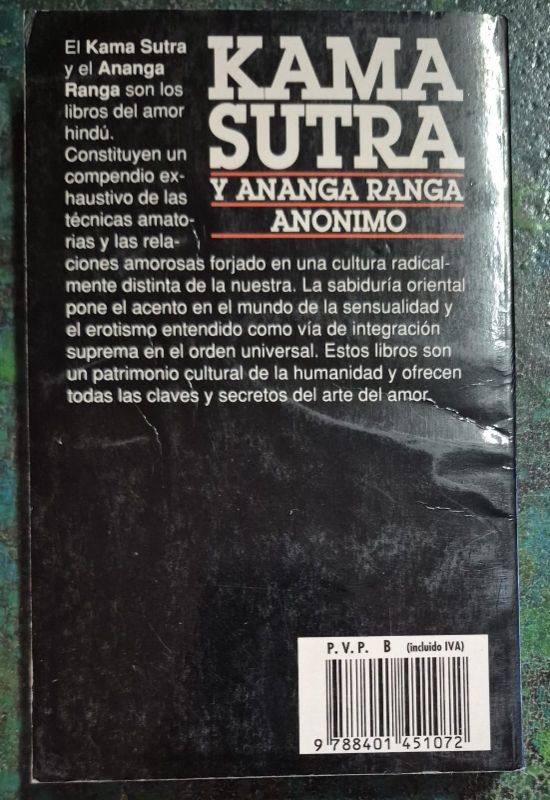 El Kama Sutra
y el Ananga
Ranga son los
libros del amor
hindú.
Constituyen un
compendio ex-
haustivo de las
técnicas amato-
rias y las rela-
ciones amorosas forjado en una cultura radical-
mente distinta de la nuestra. La sabiduría oriental
pone el acento en el mundo de la sensualidad y
el erotismo entendido como vía de integración
suprema en el orden universal. Estos libros son
un patrimonio cultural de la humanidad y ofrecen
todas las claves y secretos del arte del amor.
KAMA
SUTRA
Y ANANGA RANGA
ANONIMO
P. V. P. B (incluido IVA)
9 788401 451072